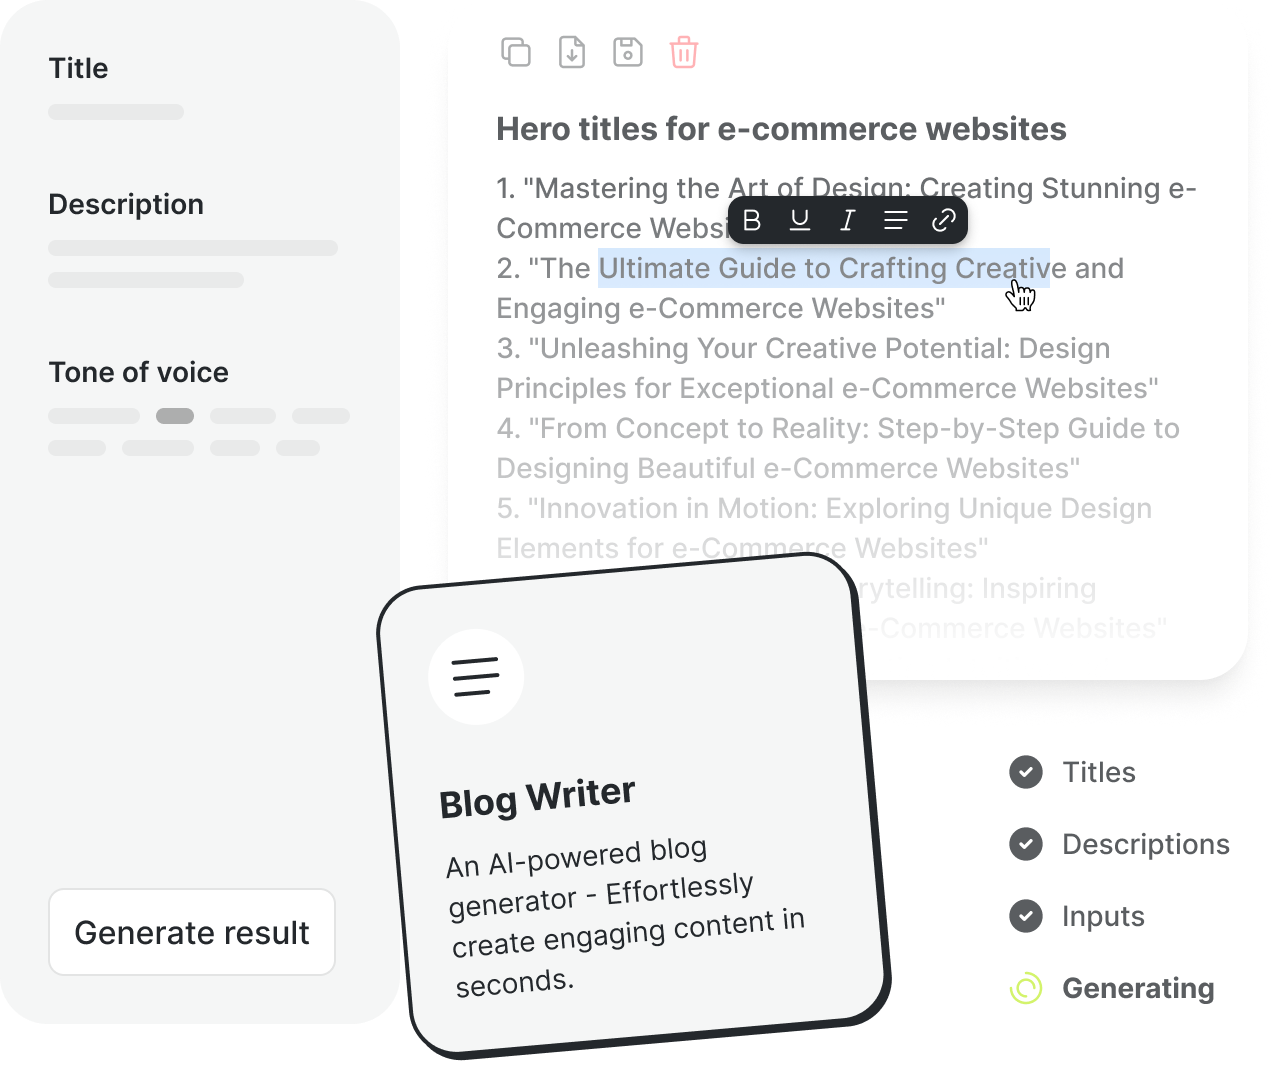 Title
Description
Tone of voice
Generate result
Hero titles for e-commerce websites
1. "Mastering the Art of Design: Creating Stunning e-
Commerce Websi
2. "The Ultimate Guide to Crafting Creative and
Engaging e-Commerce Websites"
3. "Unleashing Your Creative Potential: Design
Principles for Exceptional e-Commerce Websites"
4. "From Concept to Reality: Step-by-Step Guide to
Designing Beautiful e-Commerce Websites"
5. "Innovation in Motion: Exploring Unique Design
Elements for e-Commerce Websites"
rytelling: Inspiring
e-Commerce Websites"
B U I
Blog Writer
An AI-powered blog
generator - Effortlessly
create engaging content in
seconds.
Titles
Descriptions
Inputs
Generating